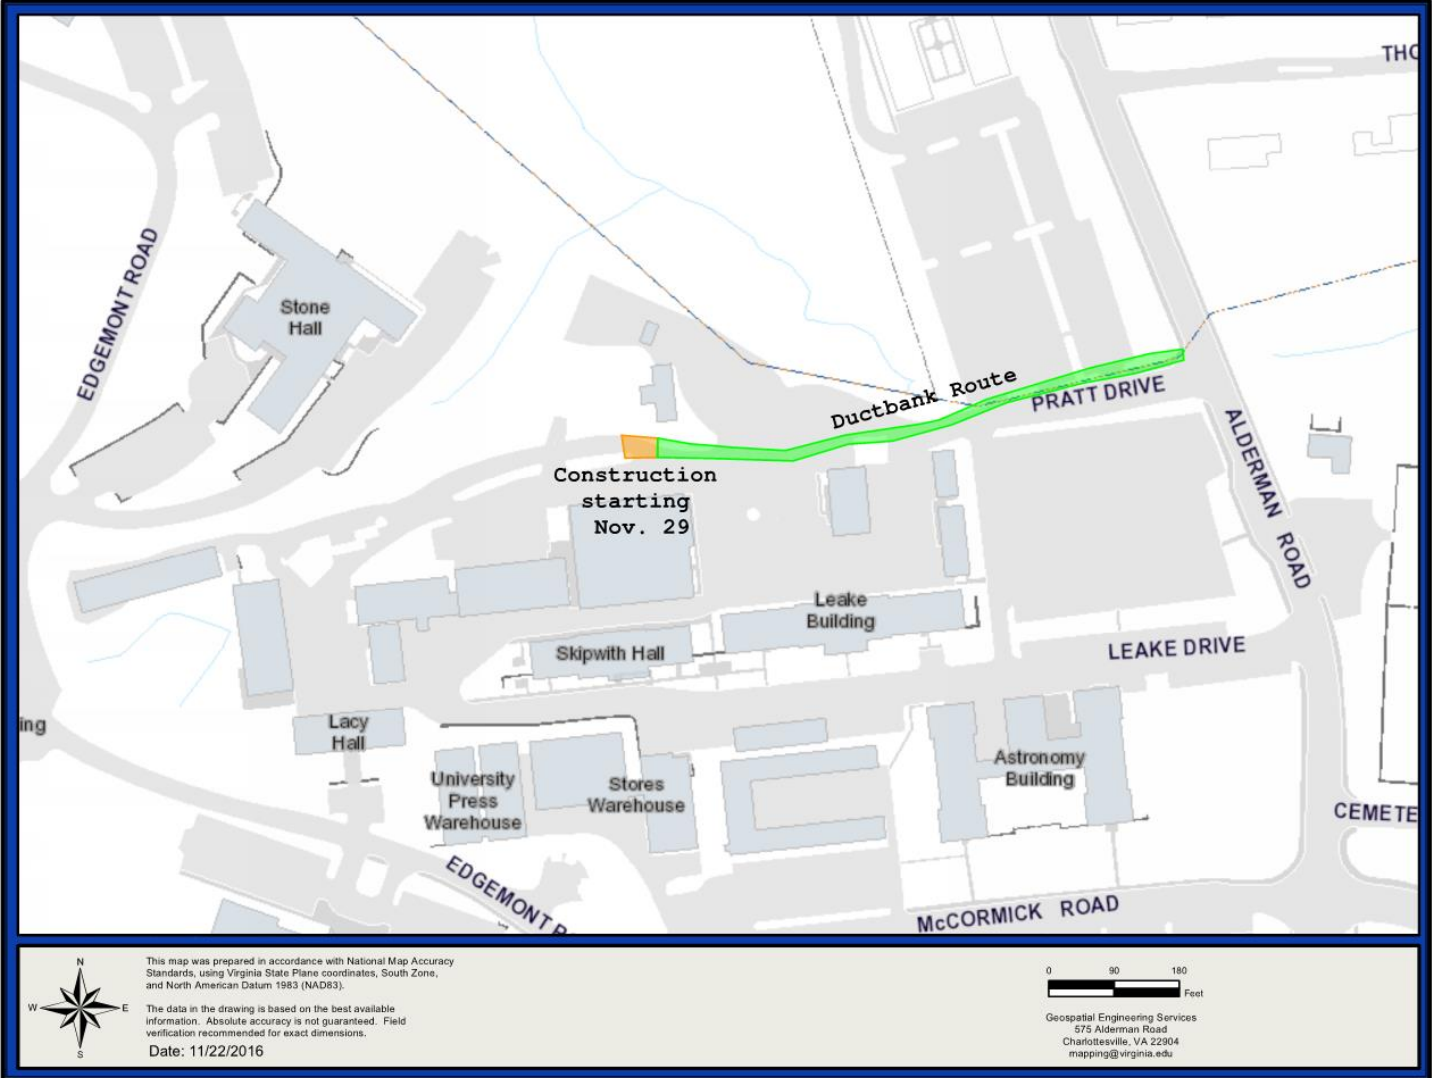 THO
EDGEMONT ROAD
Stone
Hall
Ductbank Route
PRATT DRIVE
ALDERMAN ROAD
Construction
starting
Nov. 29
Leake
Building
Skipwith Hall
LEAKE DRIVE
ing
Lacy
Hall
University
Press
Warehouse
Stores
Warehouse
Astronomy
Building
CEMETE
EDGEMONT R
McCORMICK ROAD
N
W E
S
This map was prepared in accordance with National Map Accuracy
Standards, using Virginia State Plane coordinates, South Zone,
and North American Datum 1983 (NAD83).
The data in the drawing is based on the best available
information. Absolute accuracy is not guaranteed. Field
verification recommended for exact dimensions.
Date: 11/22/2016
0 90 180
Feet
Geospatial Engineering Services
575 Alderman Road
Charlottesville, VA 22904
mapping@virginia.edu